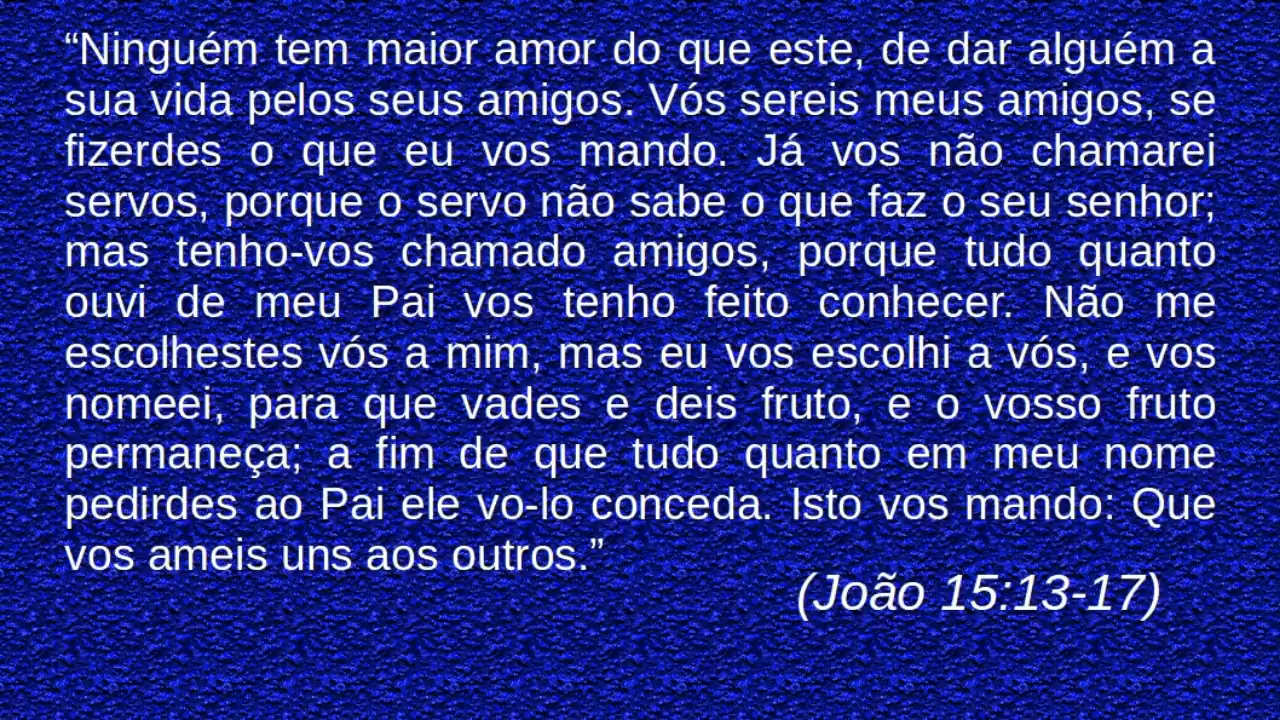 “Ninguém tem maior amor do que este, de dar alguém a
sua vida pelos seus amigos. Vós sereis meus amigos, se
fizerdes o que eu vos mando. Já vos não chamarei
servos, porque o servo não sabe o que faz o seu senhor;
mas tenho-vos chamado amigos, porque tudo quanto
ouvi de meu Pai vos tenho feito conhecer. Não me
escolhestes vós a mim, mas eu vos escolhi a vós, e vos
nomeei, para que vades e deis fruto, e o vosso fruto
permaneça; a fim de que tudo quanto em meu nome
pedirdes ao Pai ele vo-lo conceda. Isto vos mando: Que
vos ameis uns aos outros.”
(João 15:13-17)